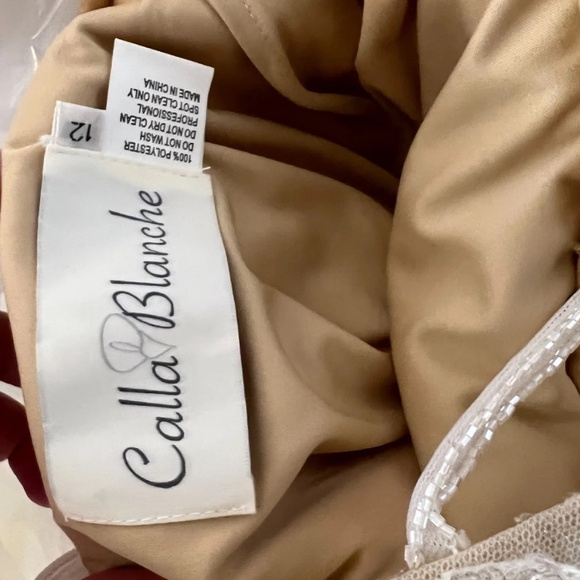 Calla Blanche
12
100% POLYESTER
DO NOT WASH
DO NOT DRY CLEAN
PROFESSIONAL
SPOT CLEAN ONLY
MADE IN CHINA